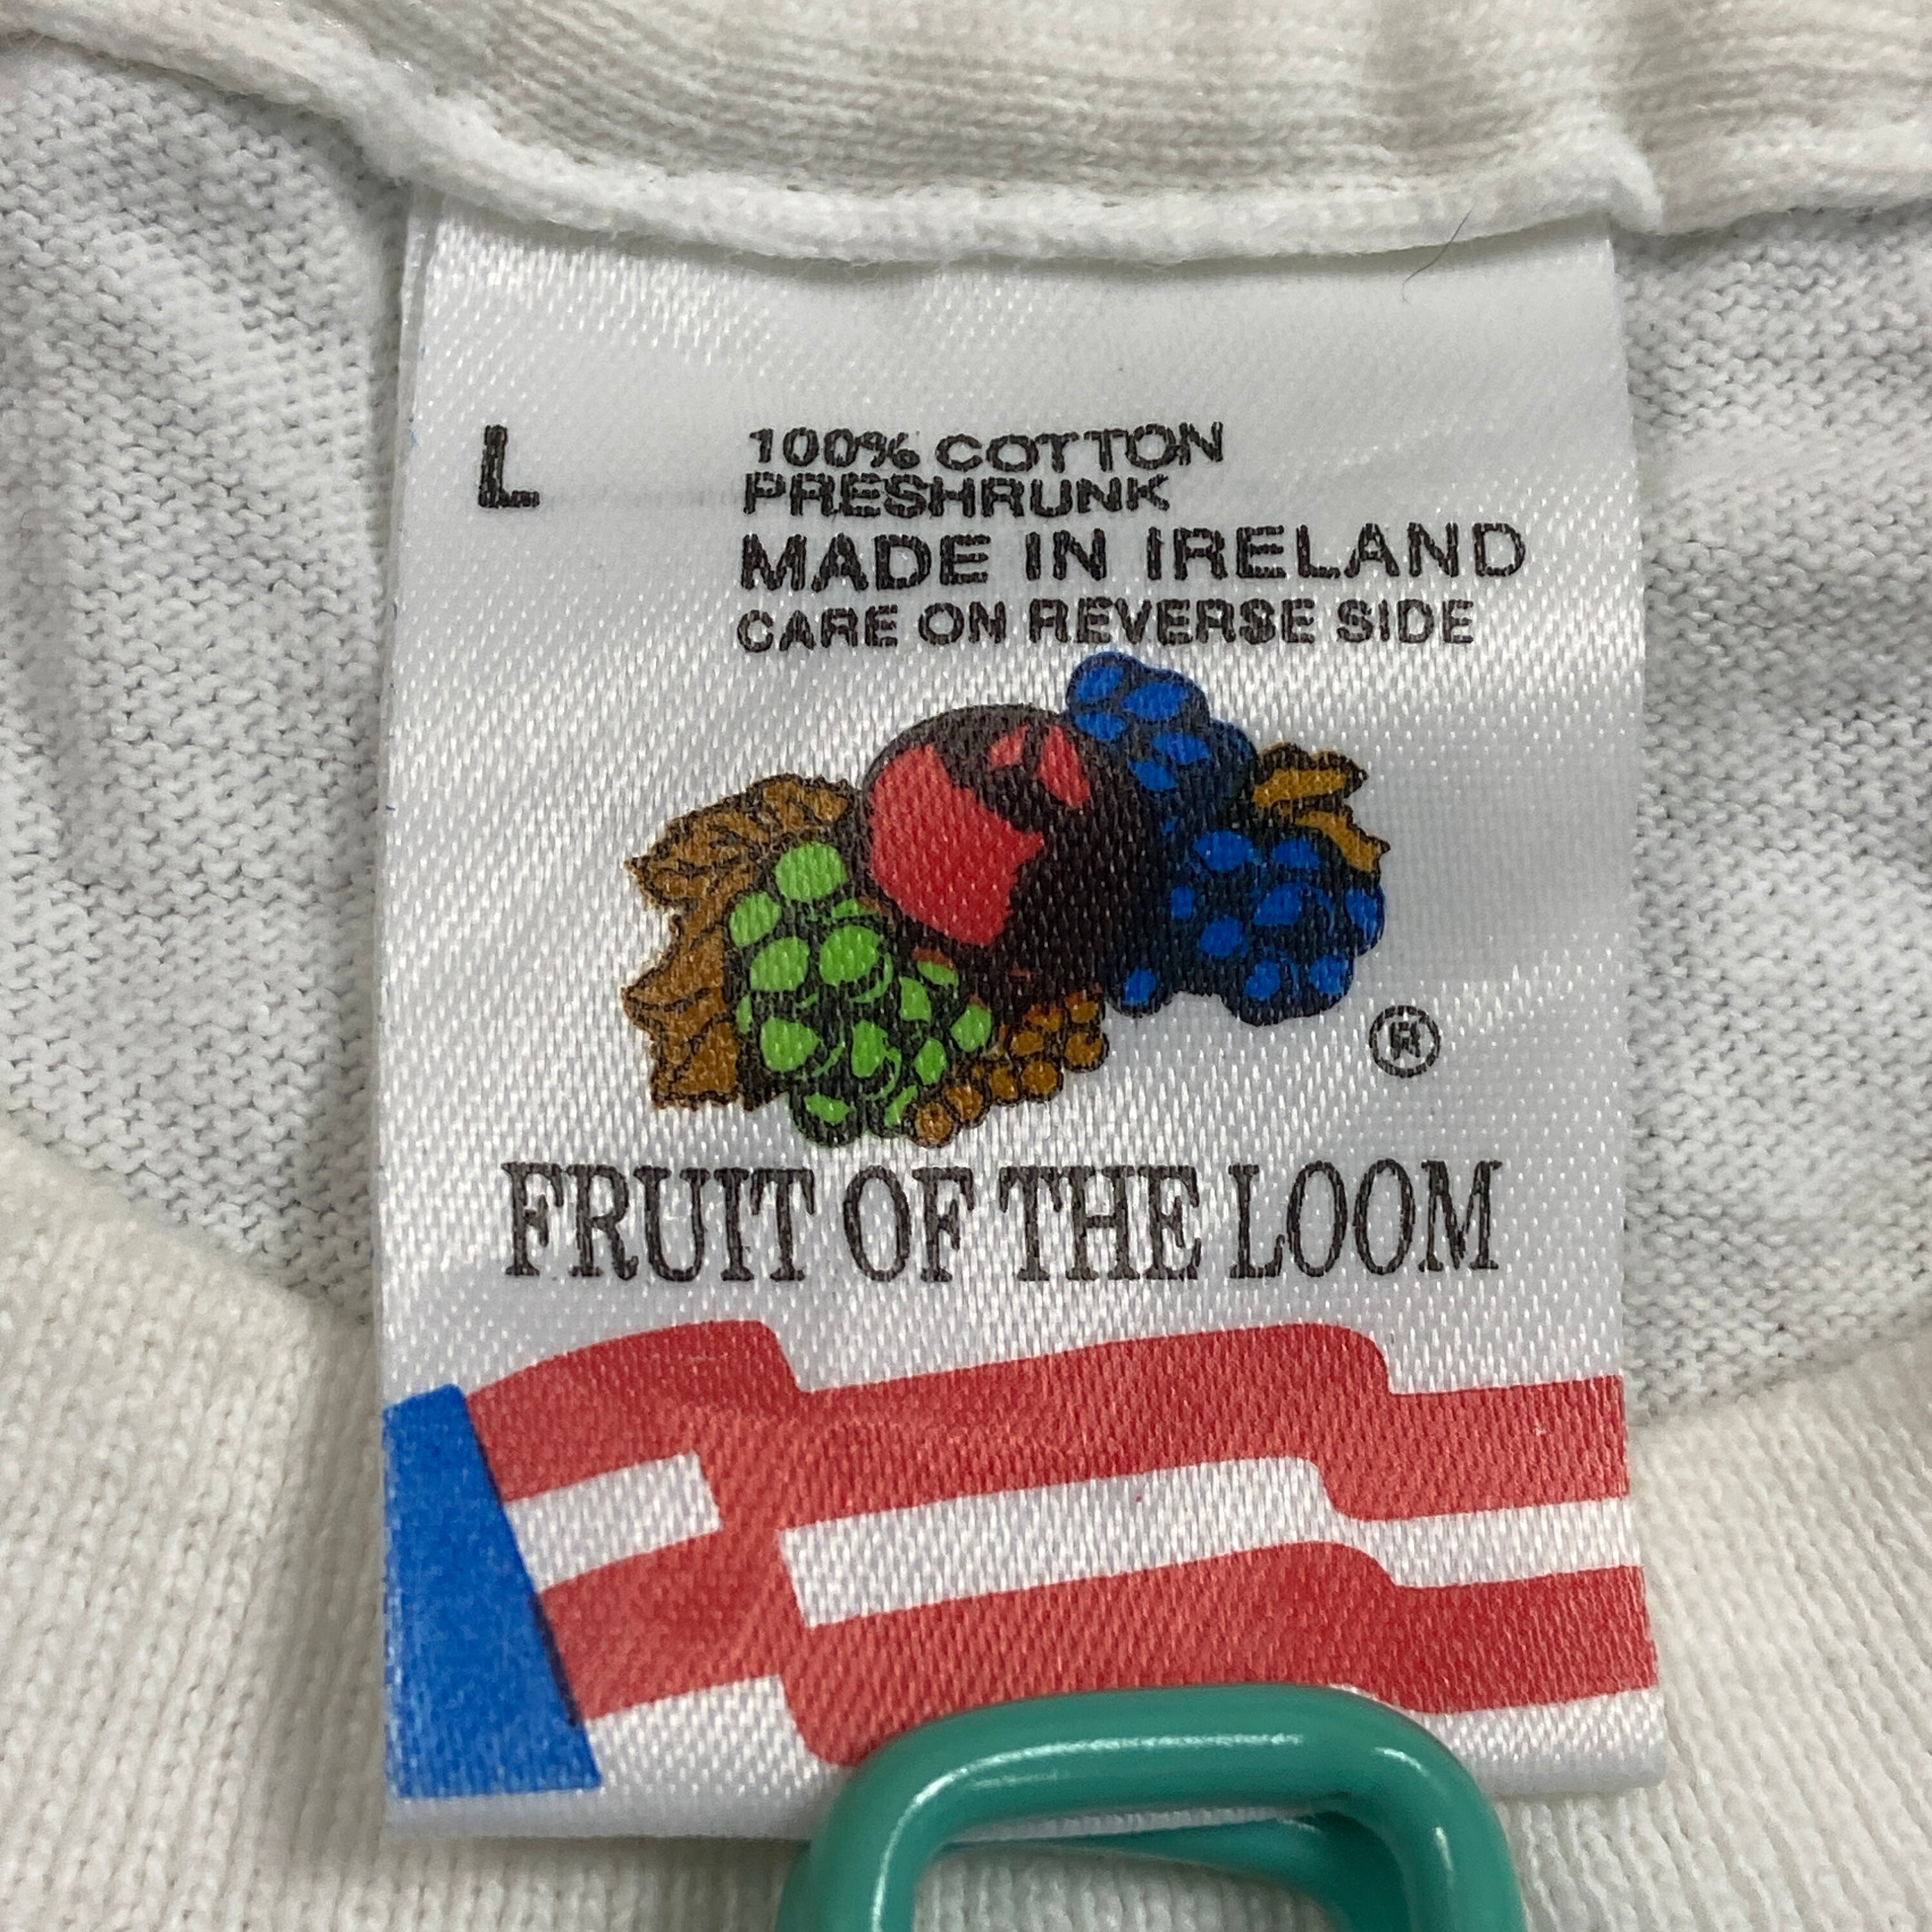 L
100% COTTON
PRESHRUNK
MADE IN IRELAND
CARE ON REVERSE SIDE
®
FRUIT OF THE LOOM